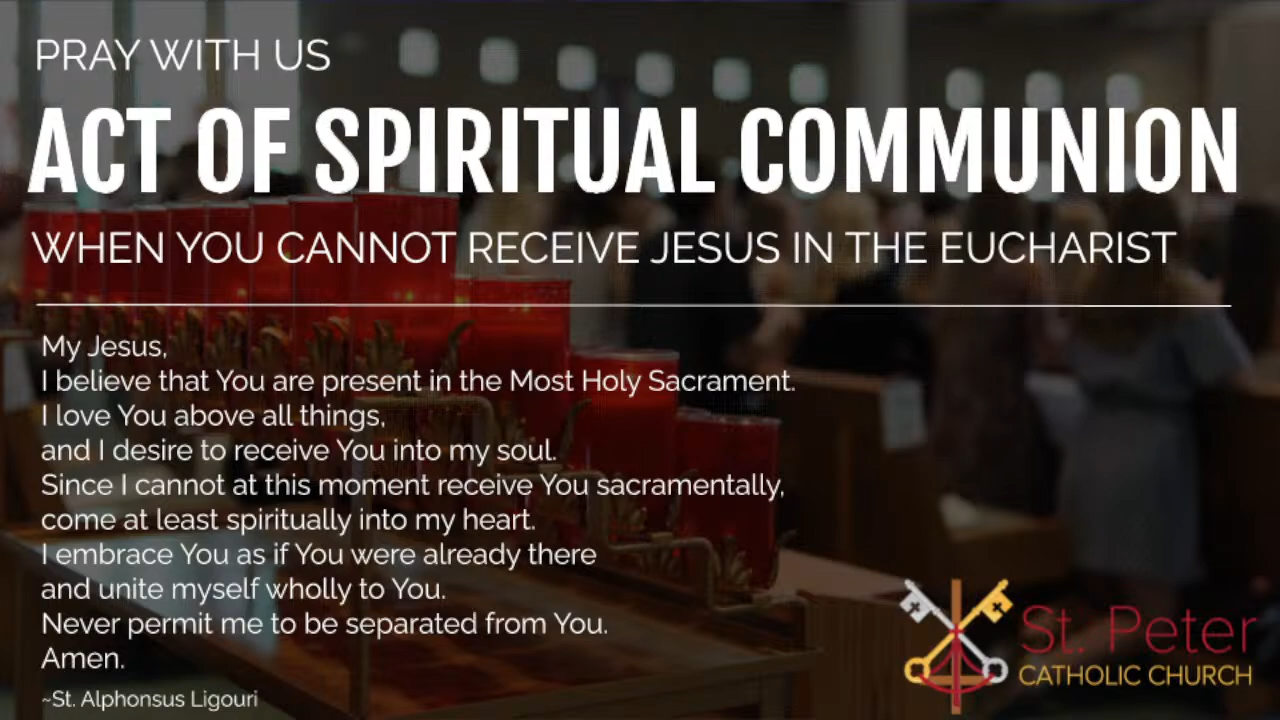 PRAY WITH US
ACT OF SPIRITUAL COMMUNION
WHEN YOU CANNOT RECEIVE JESUS IN THE EUCHARIST
My Jesus,
I believe that You are present in the Most Holy Sacrament.
I love You above all things,
and I desire to receive You into my soul.
Since I cannot at this moment receive You sacramentally,
come at least spiritually into my heart.
I embrace You as if You were already there
and unite myself wholly to You.
Never permit me to be separated from You.
Amen.
~St. Alphonsus Ligouri
St. Peter
CATHOLIC CHURCH